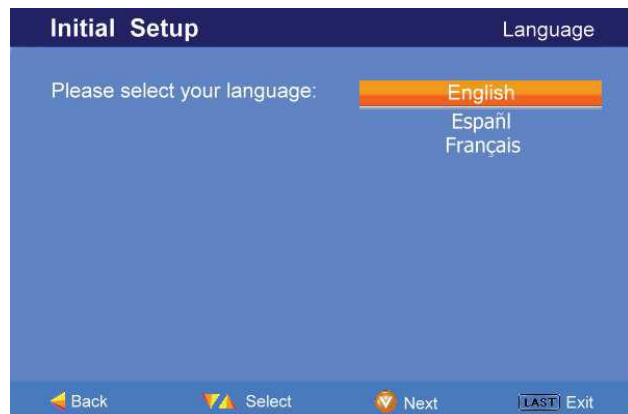 Initial Setup Language
Please select your language: English
Españl
Français
Back Select Next LAST Exit